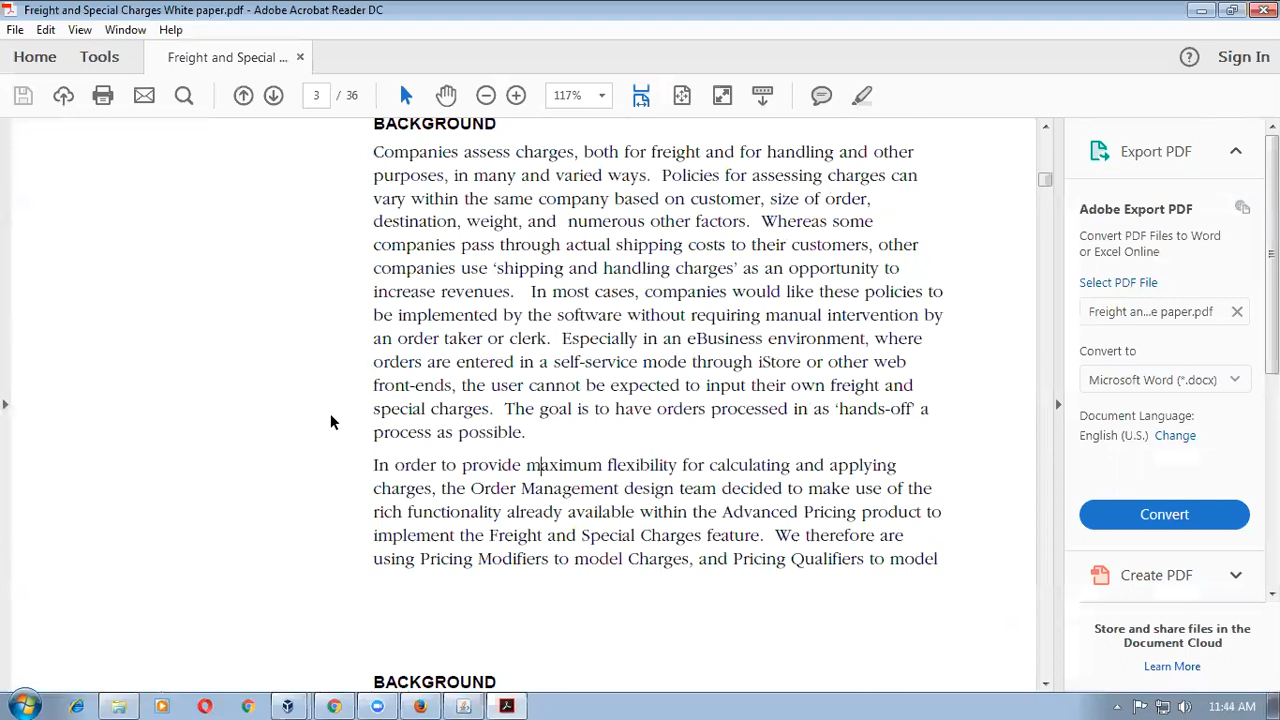 Freight and Special Charges White paper.pdf - Adobe Acrobat Reader DC
File Edit View Window Help
Home Tools Freight and Special ... × Sign In
3 / 36 117%
BACKGROUND
Companies assess charges, both for freight and for handling and other
purposes, in many and varied ways. Policies for assessing charges can
vary within the same company based on customer, size of order,
destination, weight, and numerous other factors. Whereas some
companies pass through actual shipping costs to their customers, other
companies use ‘shipping and handling charges’ as an opportunity to
increase revenues. In most cases, companies would like these policies to
be implemented by the software without requiring manual intervention by
an order taker or clerk. Especially in an eBusiness environment, where
orders are entered in a self-service mode through iStore or other web
front-ends, the user cannot be expected to input their own freight and
special charges. The goal is to have orders processed in as ‘hands-off’ a
process as possible.
In order to provide maximum flexibility for calculating and applying
charges, the Order Management design team decided to make use of the
rich functionality already available within the Advanced Pricing product to
implement the Freight and Special Charges feature. We therefore are
using Pricing Modifiers to model Charges, and Pricing Qualifiers to model
BACKGROUND
Export PDF
Adobe Export PDF
Convert PDF Files to Word
or Excel Online
Select PDF File
Freight an...e paper.pdf
Convert to
Microsoft Word (*.docx)
Document Language:
English (U.S.) Change
Convert
Create PDF
Store and share files in the
Document Cloud
Learn More
11:44 AM